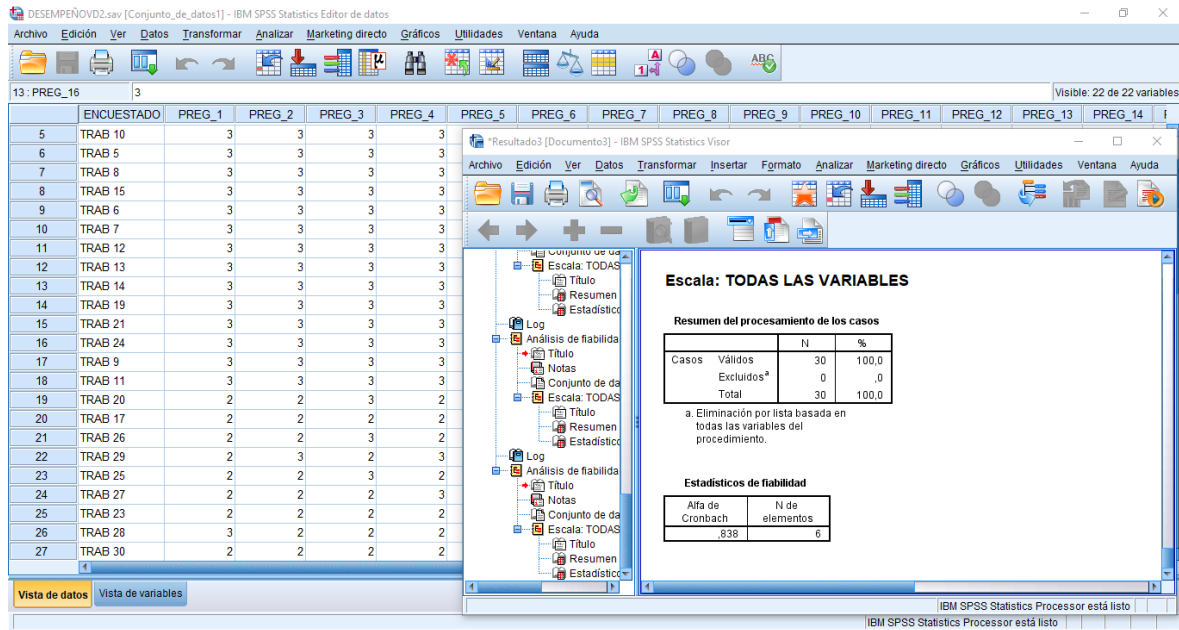 DESEMPEÑOVD2.sav [Conjunto_de_datos1] - IBM SPSS Statistics Editor de datos
Archivo Edición Ver Datos Transformar Analizar Marketing directo Gráficos Utilidades Ventana Ayuda
13 : PREG_16 3 Visible: 22 de 22 variables
ENCUESTADO PREG_1 PREG_2 PREG_3 PREG_4 PREG_5 PREG_6 PREG_7 PREG_8 PREG_9 PREG_10 PREG_11 PREG_12 PREG_13 PREG_14
5 TRAB 10 3 3 3 3
6 TRAB 5 3 3 3 3
7 TRAB 8 3 3 3 3
8 TRAB 15 3 3 3 3
9 TRAB 6 3 3 3 3
10 TRAB 7 3 3 3 3
11 TRAB 12 3 3 3 3
12 TRAB 13 3 3 3 3
13 TRAB 14 3 3 3 3
14 TRAB 19 3 3 3 3
15 TRAB 21 3 3 3 3
16 TRAB 24 3 3 3 3
17 TRAB 9 3 3 3 3
18 TRAB 11 3 3 3 3
19 TRAB 20 2 2 3 2
20 TRAB 17 2 2 2 2
21 TRAB 26 2 2 3 2
22 TRAB 29 2 3 2 3
23 TRAB 25 2 2 3 2
24 TRAB 27 2 2 2 3
25 TRAB 23 2 2 2 2
26 TRAB 28 3 2 2 2
27 TRAB 30 2 2 2 2
Vista de datos Vista de variables
IBM SPSS Statistics Processor está listo
*Resultado3 [Documento3] - IBM SPSS Statistics Visor
Archivo Edición Ver Datos Transformar Insertar Formato Analizar Marketing directo Gráficos Utilidades Ventana Ayuda
Conjunto de da
Escala: TODAS
Título
Resumen
Estadístic
Log
Análisis de fiabilida
Título
Notas
Conjunto de da
Escala: TODAS
Título
Resumen
Estadístic
Log
Análisis de fiabilida
Título
Notas
Conjunto de da
Escala: TODAS
Título
Resumen
Estadístic
Escala: TODAS LAS VARIABLES
Resumen del procesamiento de los casos
N %
Casos Válidos 30 100,0
Excluidosª 0 ,0
Total 30 100,0
a. Eliminación por lista basada en
todas las variables del
procedimiento.
Estadísticos de fiabilidad
Alfa de N de
Cronbach elementos
,838 6
IBM SPSS Statistics Processor está listo